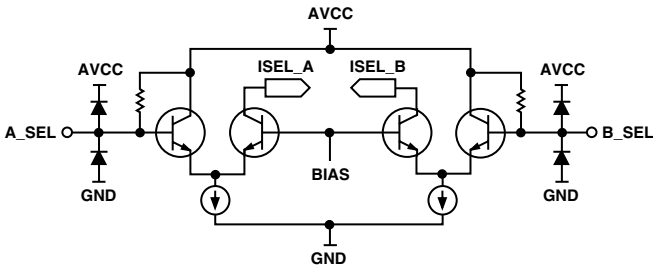 AVCC
AVCC
ISEL_A
ISEL_B
AVCC
A_SEL
B_SEL
BIAS
GND
GND
GND